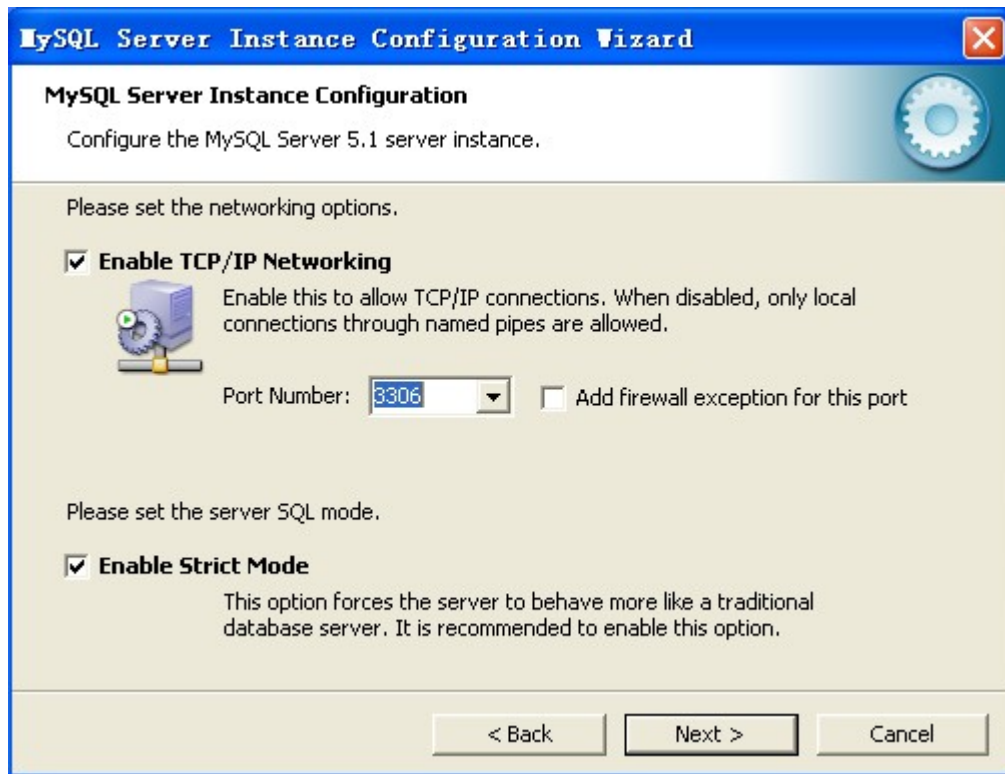 MySQL Server Instance Configuration Wizard
MySQL Server Instance Configuration
Configure the MySQL Server 5.1 server instance.
Please set the networking options.
Enable TCP/IP Networking
Enable this to allow TCP/IP connections. When disabled, only local
connections through named pipes are allowed.
Port Number: 3306 Add firewall exception for this port
Please set the server SQL mode.
Enable Strict Mode
This option forces the server to behave more like a traditional
database server. It is recommended to enable this option.
< Back Next > Cancel